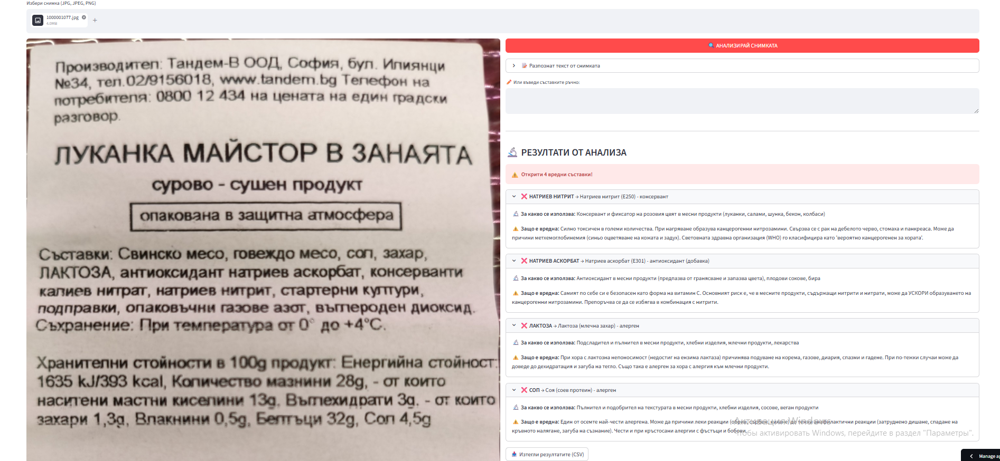 Избери снимка (JPG, JPEG, PNG)
1000001077.jpg
4.0MB
Производител: Тандем-В ООД, София, бул. Илиянци
№34, тел.02/9156018, www.tandem.bg Телефон на
потребителя: 0800 12 434 на цената на един градски
разговор.
ЛУКАНКА МАЙСТОР В ЗАНАЯТА
сурово - сушен продукт
опакована в защитна атмосфера
Съставки: Свинско месо, говеждо месо, сол, захар,
ЛАКТОЗА, антиоксидант натриев аскорбат, консерванти
калиев нитрат, натриев нитрит, стартерни култури,
подправки, опаковъчни газове азот, въглероден диоксид.
Съхранение: При температура от 0° до +4°С.
Хранителни стойности в 100g продукт: Енергийна стойност:
1635 kJ/393 kcal, Количество мазнини 28g, - от които
наситени мастни киселини 13g, Въглехидрати 3g, - от които
захари 1,3g, Влакнини 0,5g, Белтъци 32g, Сол 4,5g
АНАЛИЗИРАЙ СНИМКАТА
Разпознат текст от снимката
Или въведи съставките ръчно:
РЕЗУЛТАТИ ОТ АНАЛИЗА
Открити 4 вредни съставки!
НАТРИЕВ НИТРИТ → Натриев нитрит (Е250) - консервант
За какво се използва: Консервант и фиксатор на розовия цвят в месни продукти (луканки, салами, шунка, бекон, колбаси)
Защо е вредна: Силно токсичен в големи количества. При нагряване образува канцерогенни нитрозамини. Свързва се с рак на дебелото черво, стомаха и панкреаса. Може да
причини метхемоглобинемия (синьо оцветяване на кожата и задух). Световната здравна организация (WHO) го класифицира като 'вероятно канцерогенен за хората'.
НАТРИЕВ АСКОРБАТ → Натриев аскорбат (Е301) - антиоксидант (добавка)
За какво се използва: Антиоксидант в месни продукти (предпазва от гранясване и запазва цвета), плодови сокове, бира
Защо е вредна: Самият по себе си е безопасен като форма на витамин С. Основният риск е, че в месните продукти, съдържащи нитрити и нитрати, може да УСКОРИ образуването на
канцерогенни нитрозамини. Препоръчва се да се избягва в комбинация с нитрити.
ЛАКТОЗА → Лактоза (млечна захар) - алерген
За какво се използва: Подсладител и пълнител в месни продукти, хлебни изделия, млечни продукти, лекарства
Защо е вредна: При хора с лактозна непоносимост (недостиг на ензима лактаза) причинява подуване на корема, газове, диария, спазми и гадене. При по-тежки случаи може да
доведе до дехидратация и загуба на тегло. Също така е алерген за хора с алергия към млечни продукти.
СОП → Соя (соев протеин) - алерген
За какво се използва: Пълнител и подобрител на текстурата в месни продукти, хлебни изделия, сосове, веган продукти
Защо е вредна: Един от осемте най-чести алергена. Може да причини леки реакции (обрив, сърбеж, кихане) до тежки анафилактични реакции (затруднено дишане, спадане на
кръвното налягане, загуба на съзнание). Чести и при кръстосани алергии с фъстъци и бобови.
Активация Windows
Чтобы активировать Windows, перейдите в раздел "Параметры".
Изтегли резултатите (CSV)
Manage